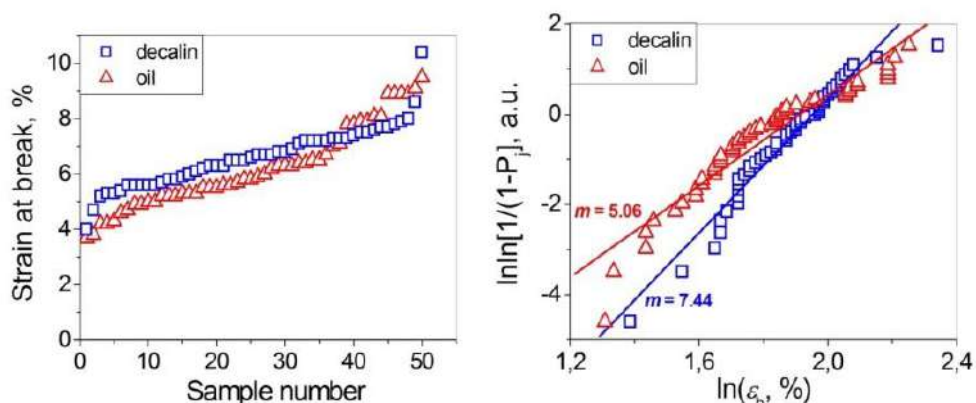 decalin
oil
Strain at break, %
10
8
6
4
2
0
0
10
20
30
40
50
Sample number
decalin
oil
lnln[1/(1-Pj], a.u.
2
0
-2
-4
m = 5.06
m = 7.44
1,2
1,6
2,0
2,4
ln(εb, %)